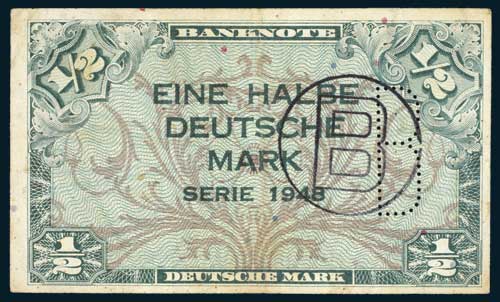 BANKNOTE
1/2
1/2
EINE HALBE
DEUTSCHE
MARK
SERIE 1948
B
B
1/2
1/2
DEUTSCHE MARK